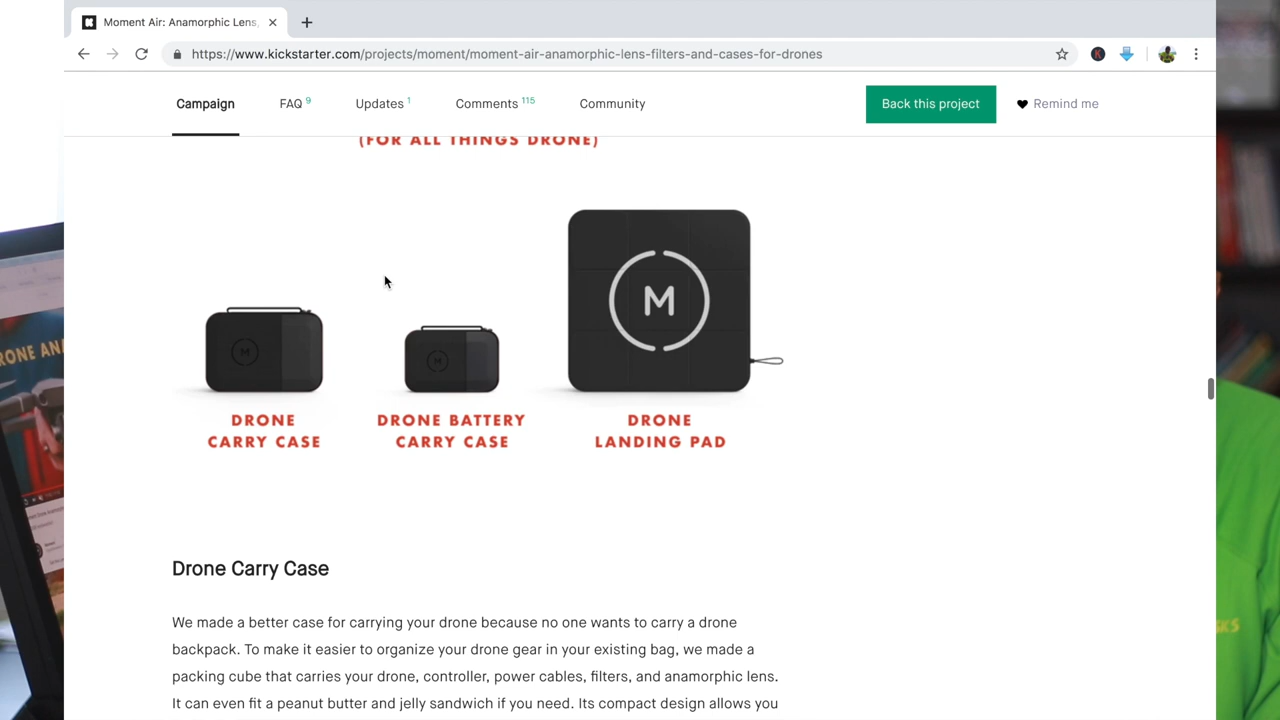 Moment Air: Anamorphic Lens,
https://www.kickstarter.com/projects/moment/moment-air-anamorphic-lens-filters-and-cases-for-drones
K
Campaign
FAQ 9
Updates 1
Comments 115
Community
Back this project
Remind me
(FOR ALL THINGS DRONE)
M
M
M
DRONE
CARRY CASE
DRONE BATTERY
CARRY CASE
DRONE
LANDING PAD
Drone Carry Case
We made a better case for carrying your drone because no one wants to carry a drone
backpack. To make it easier to organize your drone gear in your existing bag, we made a
packing cube that carries your drone, controller, power cables, filters, and anamorphic lens.
It can even fit a peanut butter and jelly sandwich if you need. Its compact design allows you